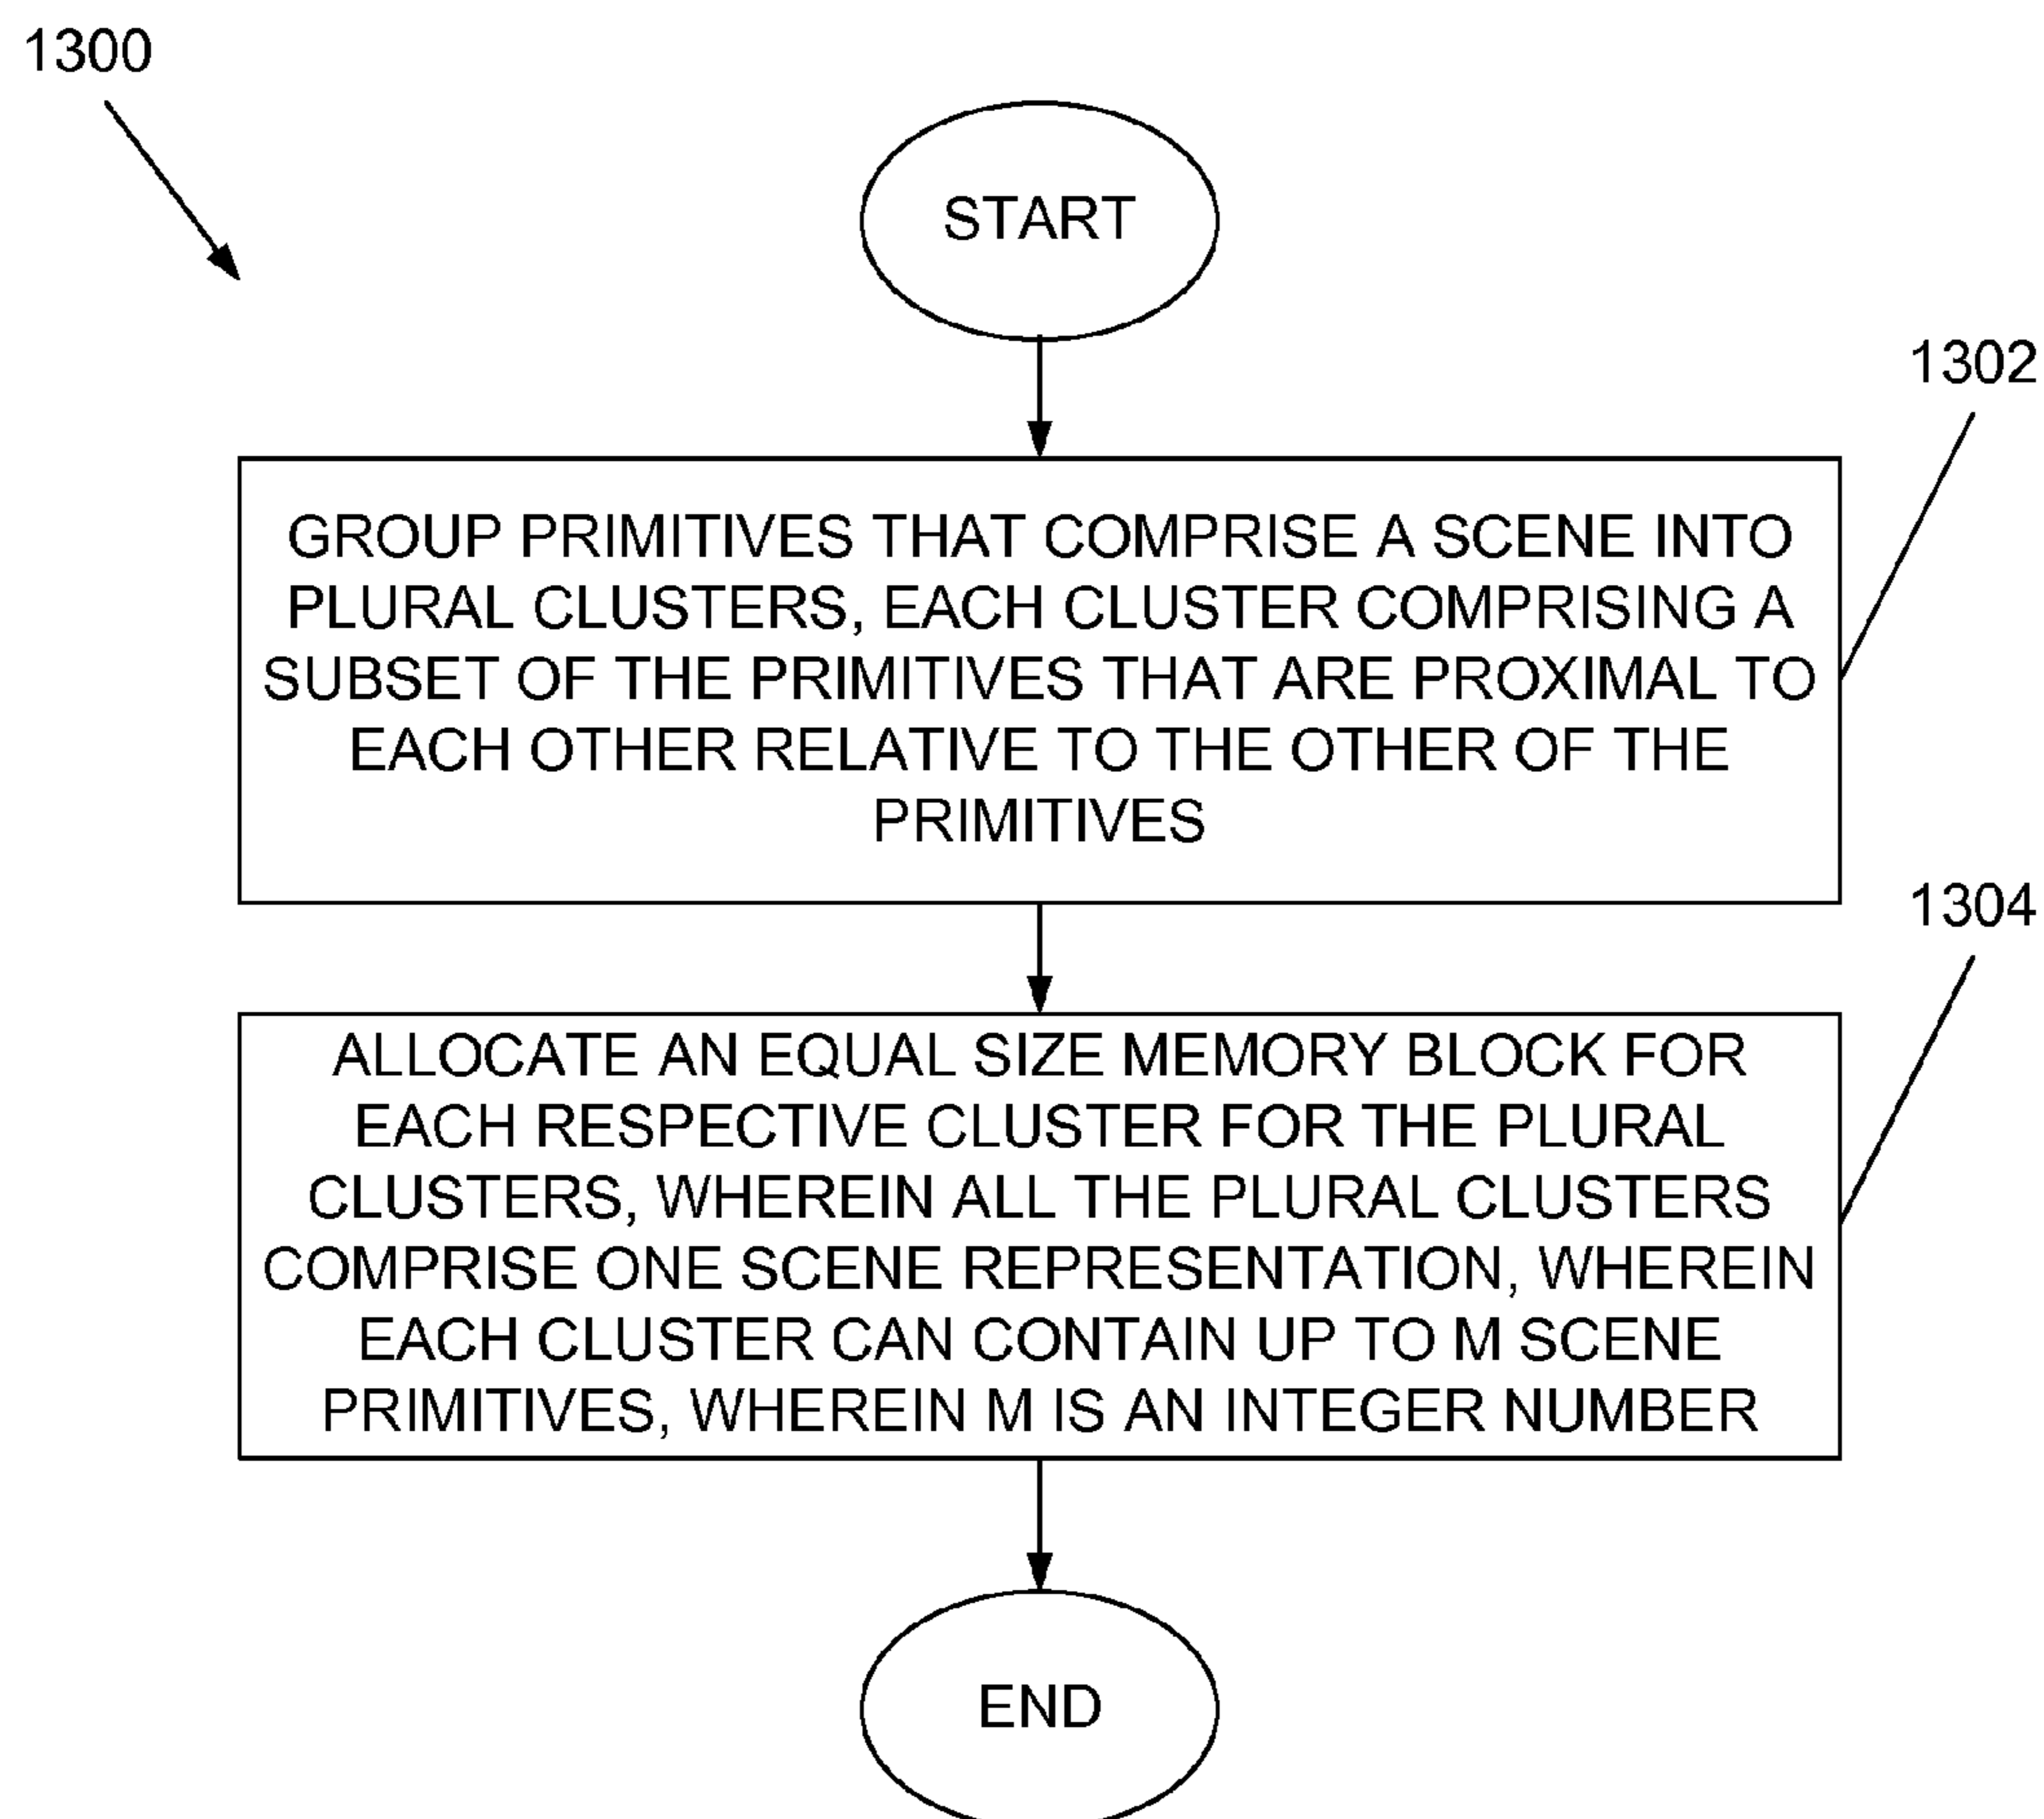 1300
START
1302
GROUP PRIMITIVES THAT COMPRISE A SCENE INTO
PLURAL CLUSTERS, EACH CLUSTER COMPRISING A
SUBSET OF THE PRIMITIVES THAT ARE PROXIMAL TO
EACH OTHER RELATIVE TO THE OTHER OF THE
PRIMITIVES
1304
ALLOCATE AN EQUAL SIZE MEMORY BLOCK FOR
EACH RESPECTIVE CLUSTER FOR THE PLURAL
CLUSTERS, WHEREIN ALL THE PLURAL CLUSTERS
COMPRISE ONE SCENE REPRESENTATION, WHEREIN
EACH CLUSTER CAN CONTAIN UP TO M SCENE
PRIMITIVES, WHEREIN M IS AN INTEGER NUMBER
END